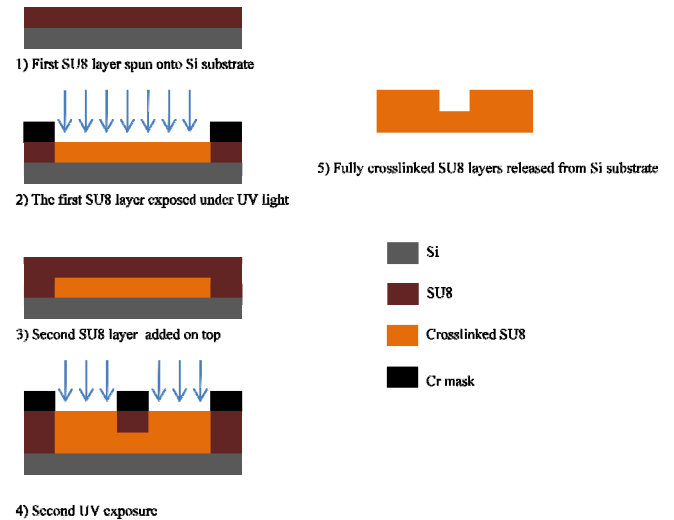 1) First SU8 layer spun onto Si substrate
2) The first SU8 layer exposed under UV light
3) Second SU8 layer added on top
4) Second UV exposure
5) Fully crosslinked SU8 layers released from Si substrate
Si
SU8
Crosslinked SU8
Cr mask